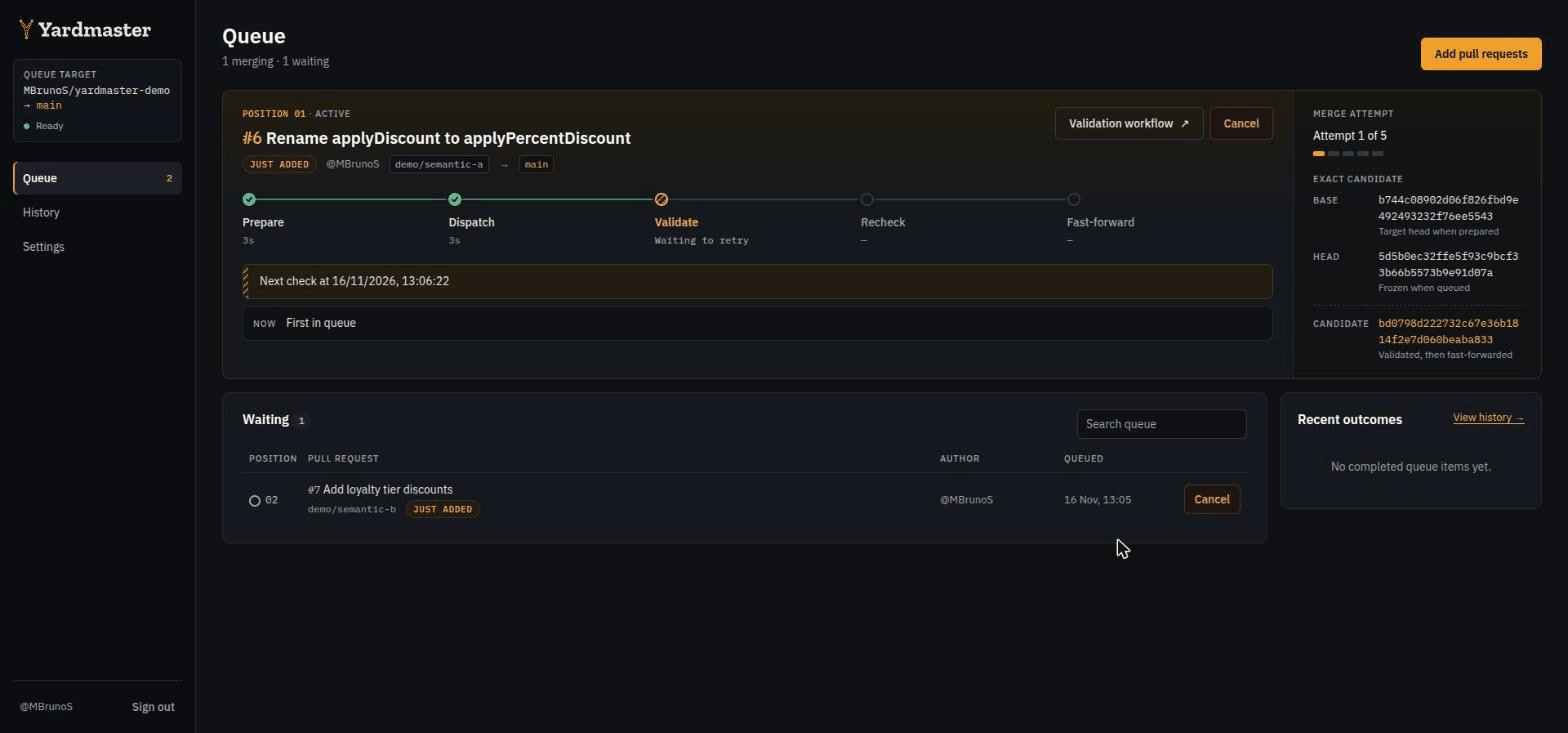 Yardmaster
QUEUE TARGET
MBrunoS/yardmaster-demo
→ main
Ready
Queue 2
History
Settings
@MBrunoS Sign out
Queue
1 merging · 1 waiting
Add pull requests
POSITION 01 · ACTIVE
#6 Rename applyDiscount to applyPercentDiscount
JUST ADDED @MBrunoS demo/semantic-a → main
Validation workflow ↗ Cancel
Prepare Dispatch Validate Recheck Fast-forward
3s 3s Waiting to retry — —
Next check at 16/11/2026, 13:06:22
NOW First in queue
MERGE ATTEMPT
Attempt 1 of 5
EXACT CANDIDATE
BASE b744c08902d06f826fbd9e
492493232f76ee5543
Target head when prepared
HEAD 5d5b0ec32ffe5f93c9bcf3
3b66b5573b9e91d07a
Frozen when queued
CANDIDATE bd0798d222732c67e36b18
14f2e7d060beaba833
Validated, then fast-forwarded
Waiting 1
Search queue
POSITION PULL REQUEST AUTHOR QUEUED
02 #7 Add loyalty tier discounts @MBrunoS 16 Nov, 13:05 Cancel
demo/semantic-b JUST ADDED
Recent outcomes View history →
No completed queue items yet.